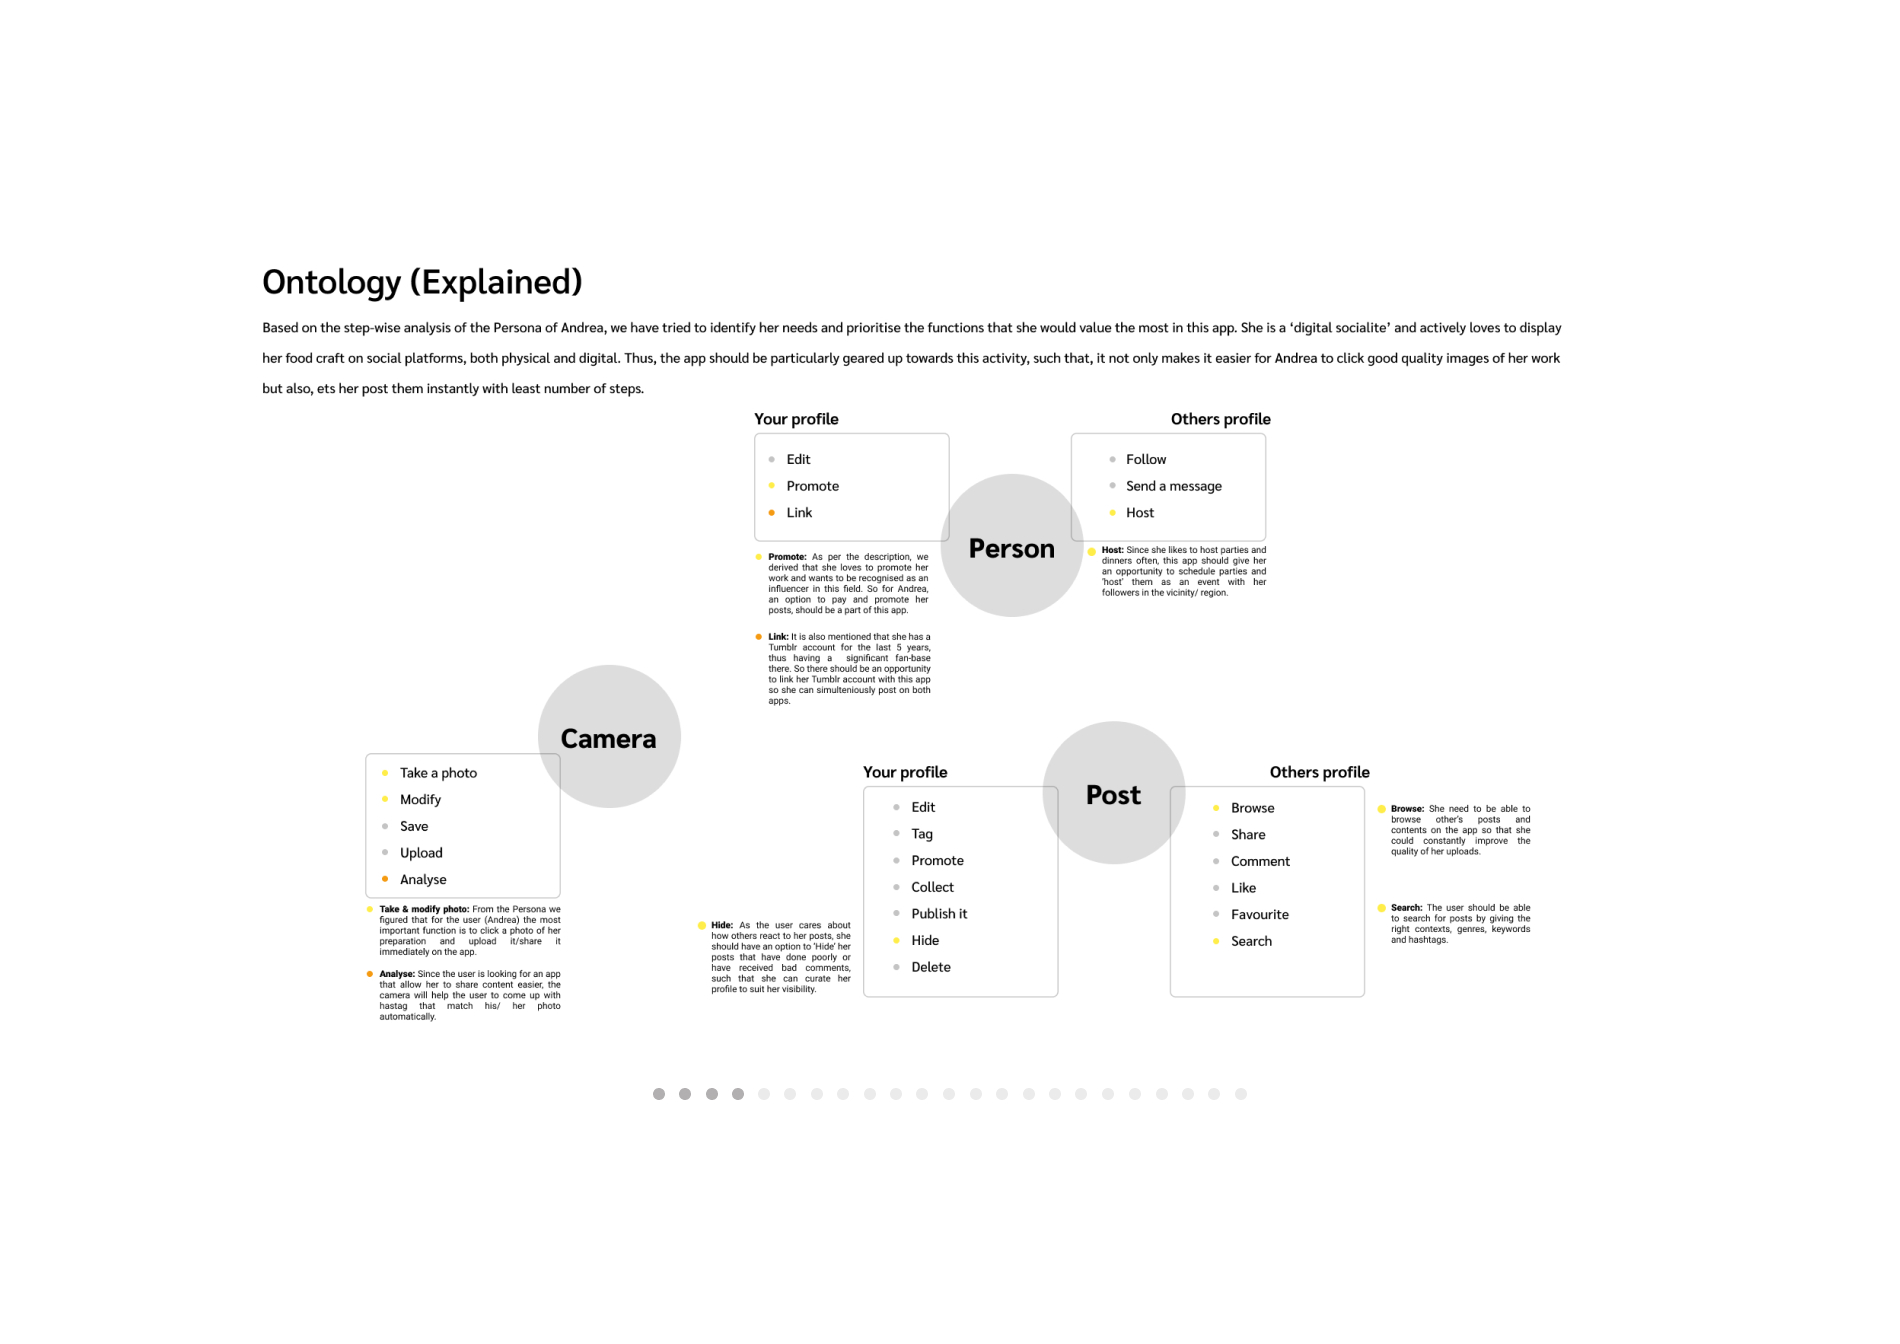 Ontology (Explained)
Based on the step-wise analysis of the Persona of Andrea, we have tried to identify her needs and prioritise the functions that she would value the most in this app. She is a ‘digital socialite’ and actively loves to display
her food craft on social platforms, both physical and digital. Thus, the app should be particularly geared up towards this activity, such that, it not only makes it easier for Andrea to click good quality images of her work
but also, ets her post them instantly with least number of steps.
Your profile
Edit
Promote
Link
Promote: As per the description, we
derived that she loves to promote her
work and wants to be recognised as an
influencer in this field. So for Andrea,
an option to pay and promote her
posts, should be a part of this app.
Link: It is also mentioned that she has a
Tumblr account for the last 5 years,
thus having a significant fan-base
there. So there should be an opportunity
to link her Tumblr account with this app
so she can simulteniously post on both
apps.
Person
Others profile
Follow
Send a message
Host
Host: Since she likes to host parties and
dinners often, this app should give her
an opportunity to schedule parties and
'host' them as an event with her
followers in the vicinity/ region.
Camera
Take a photo
Modify
Save
Upload
Analyse
Take & modify photo: From the Persona we
figured that for the user (Andrea) the most
important function is to click a photo of her
preparation and upload it/share it
immediately on the app.
Analyse: Since the user is looking for an app
that allow her to share content easier, the
camera will help the user to come up with
hastag that match his/ her photo
automatically.
Post
Your profile
Edit
Tag
Promote
Collect
Publish it
Hide
Delete
Hide: As the user cares about
how others react to her posts, she
should have an option to 'Hide' her
posts that have done poorly or
have received bad comments,
such that she can curate her
profile to suit her visibility.
Others profile
Browse
Share
Comment
Like
Favourite
Search
Browse: She need to be able to
browse other's posts and
contents on the app so that she
could constantly improve the
quality of her uploads.
Search: The user should be able
to search for posts by giving the
right contexts, genres, keywords
and hashtags.